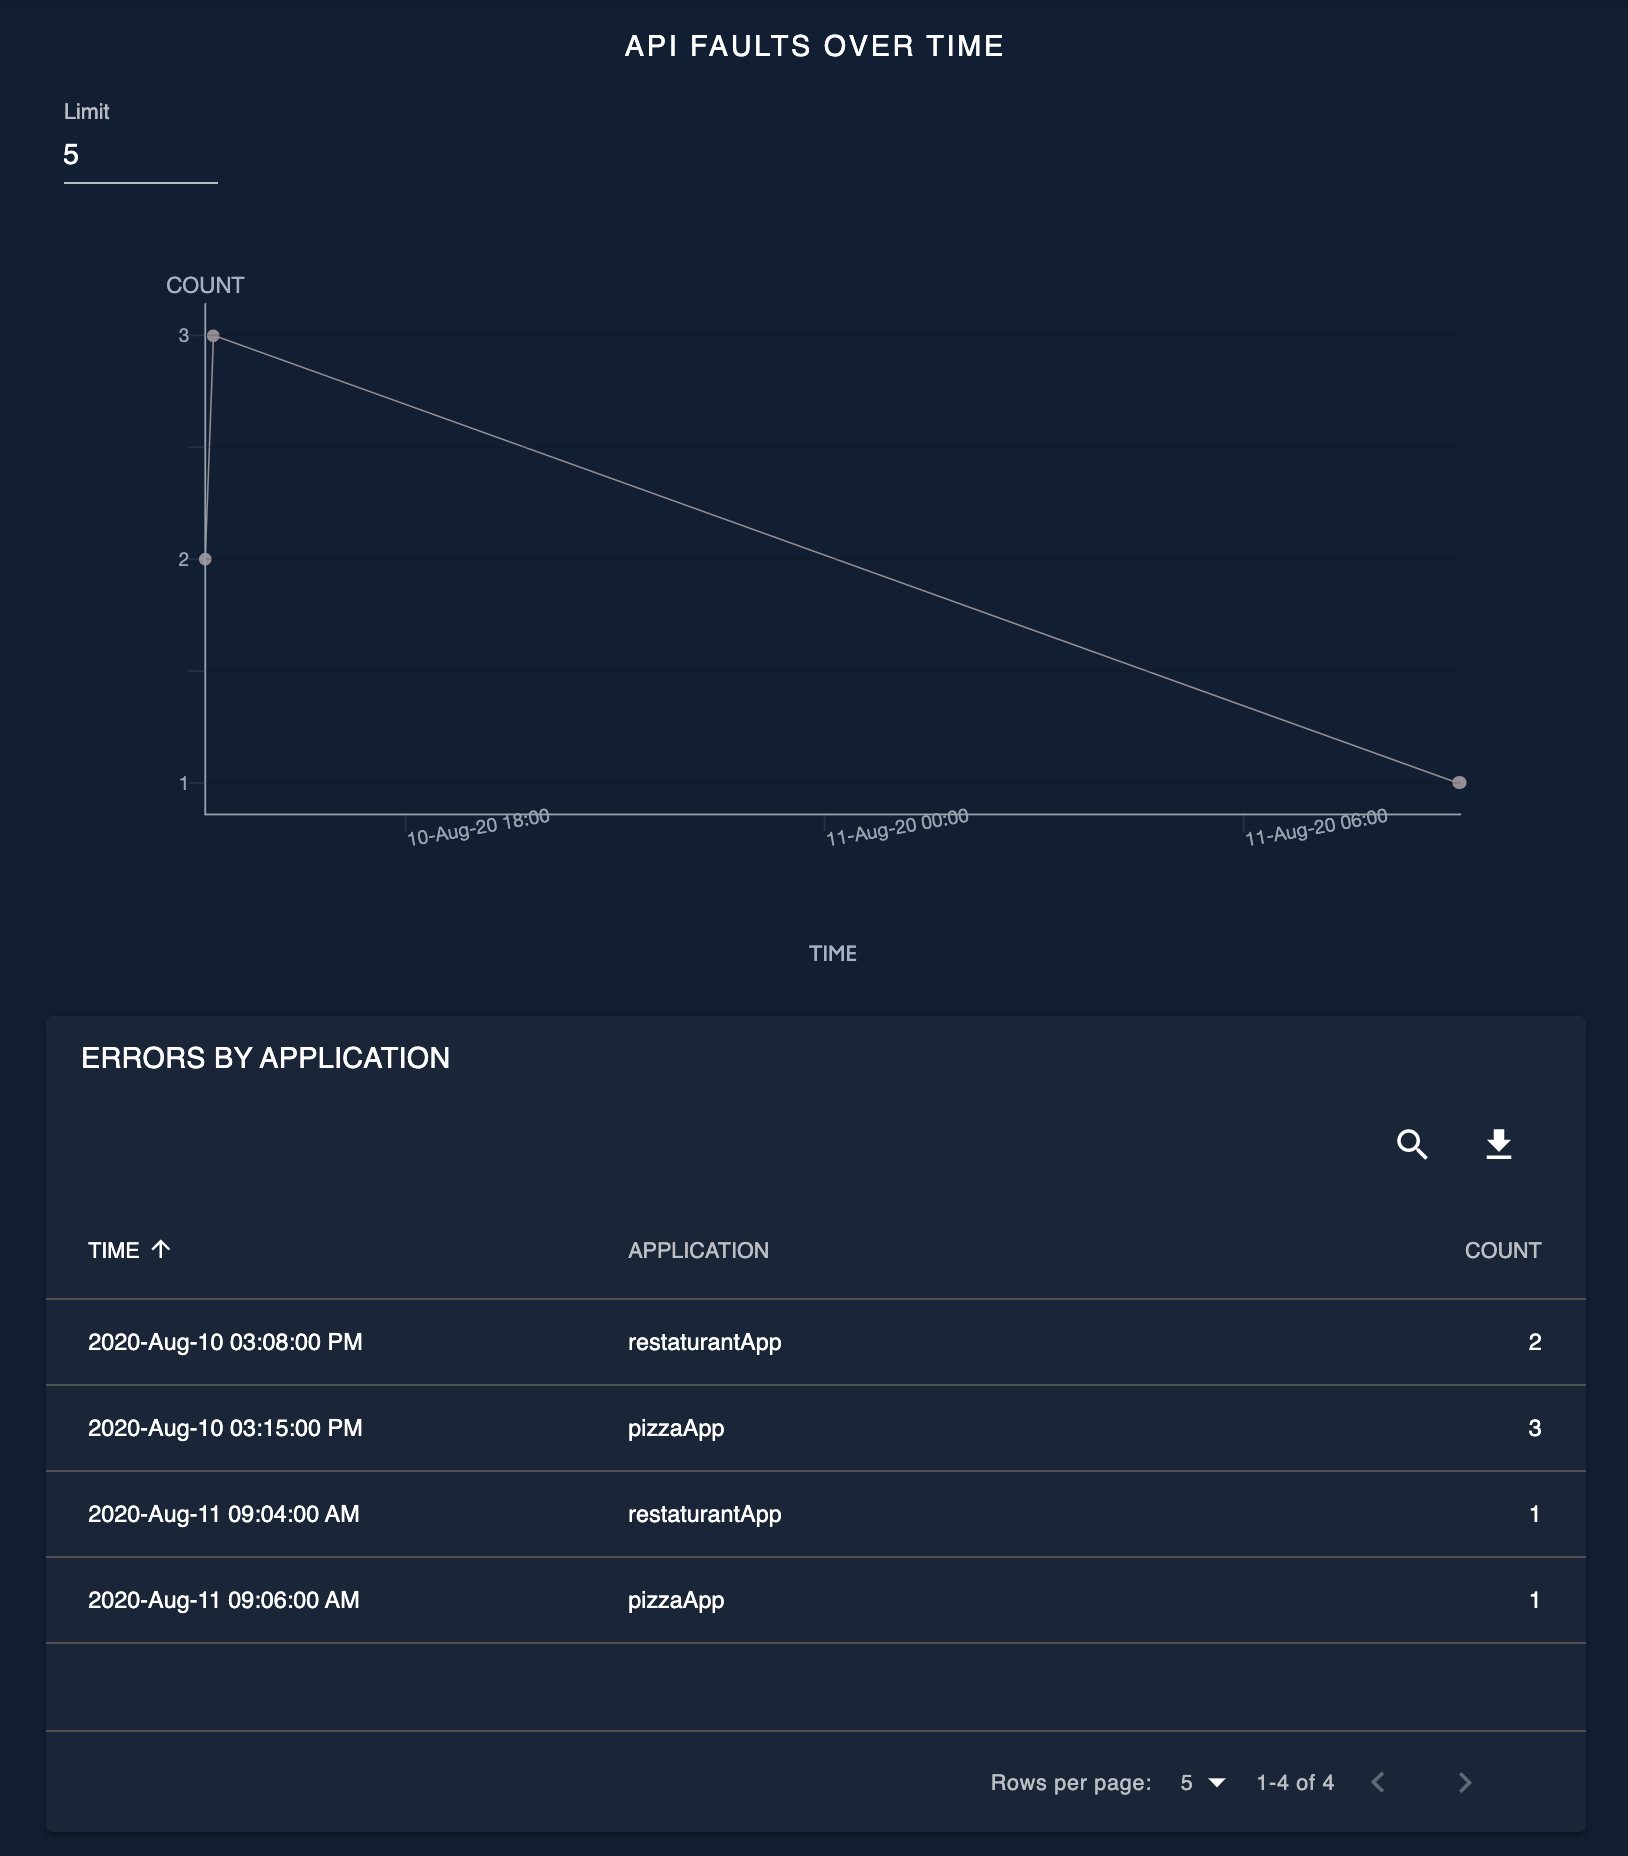 API FAULTS OVER TIME
Limit
5
COUNT
3
2
1
10-Aug-20 18:00
11-Aug-20 00:00
11-Aug-20 06:00
TIME
ERRORS BY APPLICATION
TIME APPLICATION COUNT
2020-Aug-10 03:08:00 PM restaturantApp 2
2020-Aug-10 03:15:00 PM pizzaApp 3
2020-Aug-11 09:04:00 AM restaturantApp 1
2020-Aug-11 09:06:00 AM pizzaApp 1
Rows per page: 5 1-4 of 4